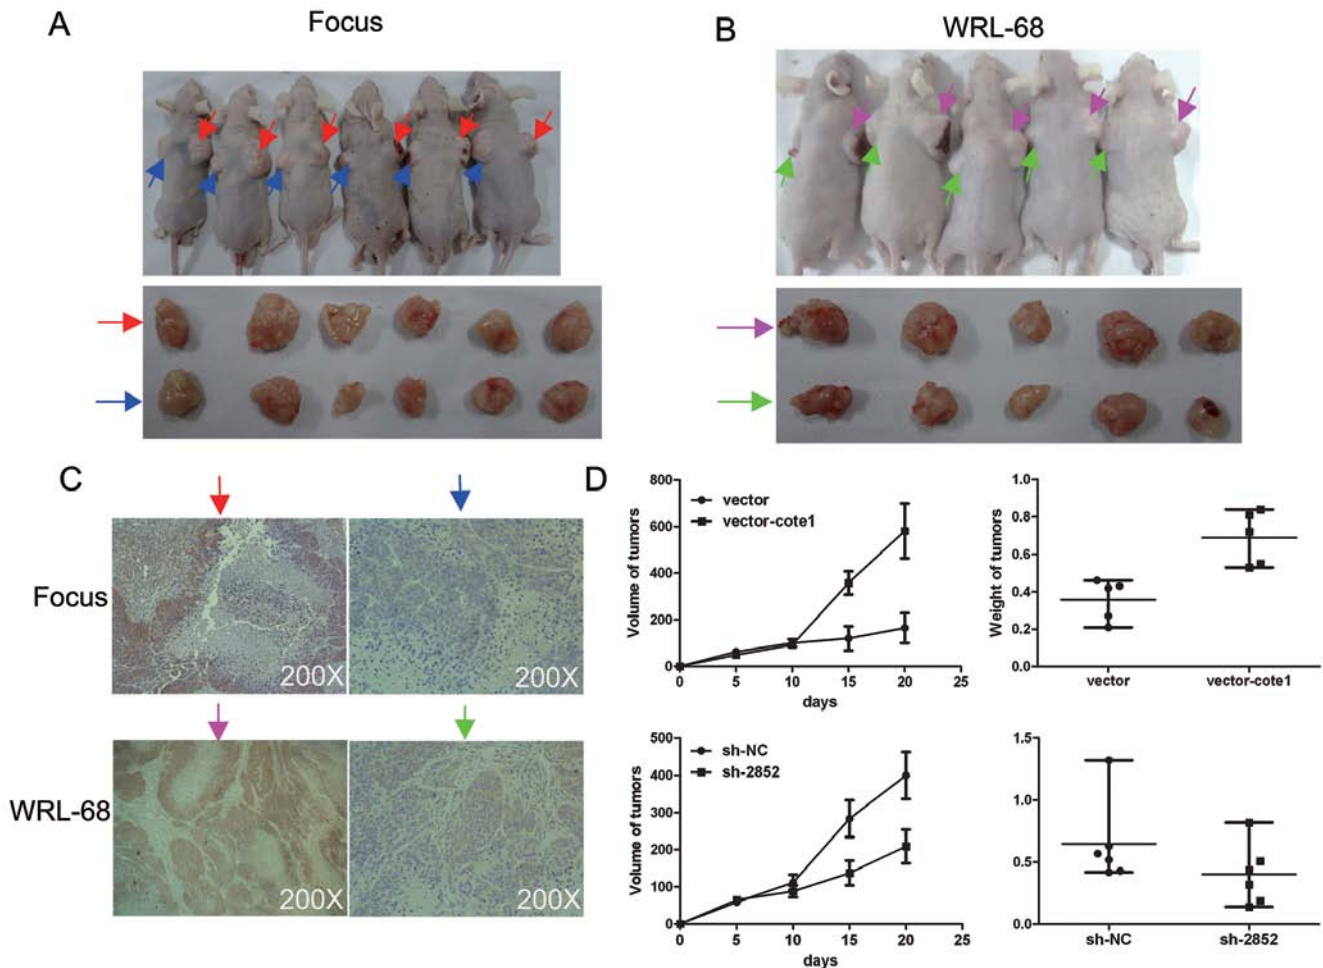 A
Focus
B
WRL-68
C
Focus
200X
200X
WRL-68
200X
200X
D
800
600
400
200
0
Volume of tumors
vector
vector-cote1
0
5
10
15
20
25
days
1.0
0.8
0.6
0.4
0.2
0.0
Weight of tumors
vector
vector-cote1
500
400
300
200
100
0
Volume of tumors
sh-NC
sh-2852
0
5
10
15
20
25
days
1.5
1.0
0.5
0.0
sh-NC
sh-2852